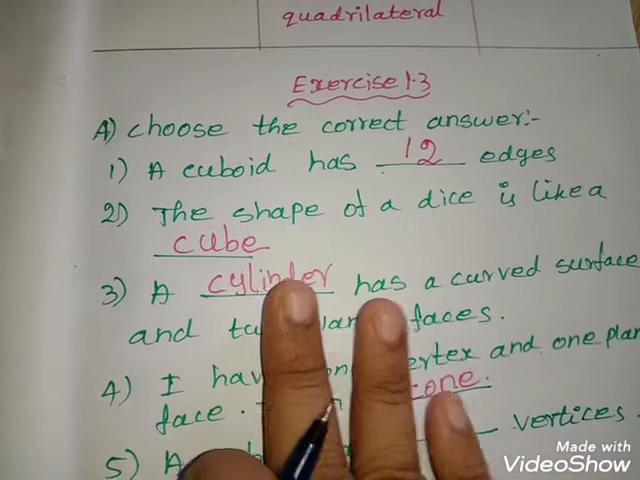 quadrilateral
Exercise 1.3
A) choose the correct answer:-
1) A cuboid has 12 edges
2) The shape of a dice is like a
cube
3) A cylinder has a curved surface
and faces.
4) I have and one plan
face. cone.
5) A vertices.
Made with
VideoShow